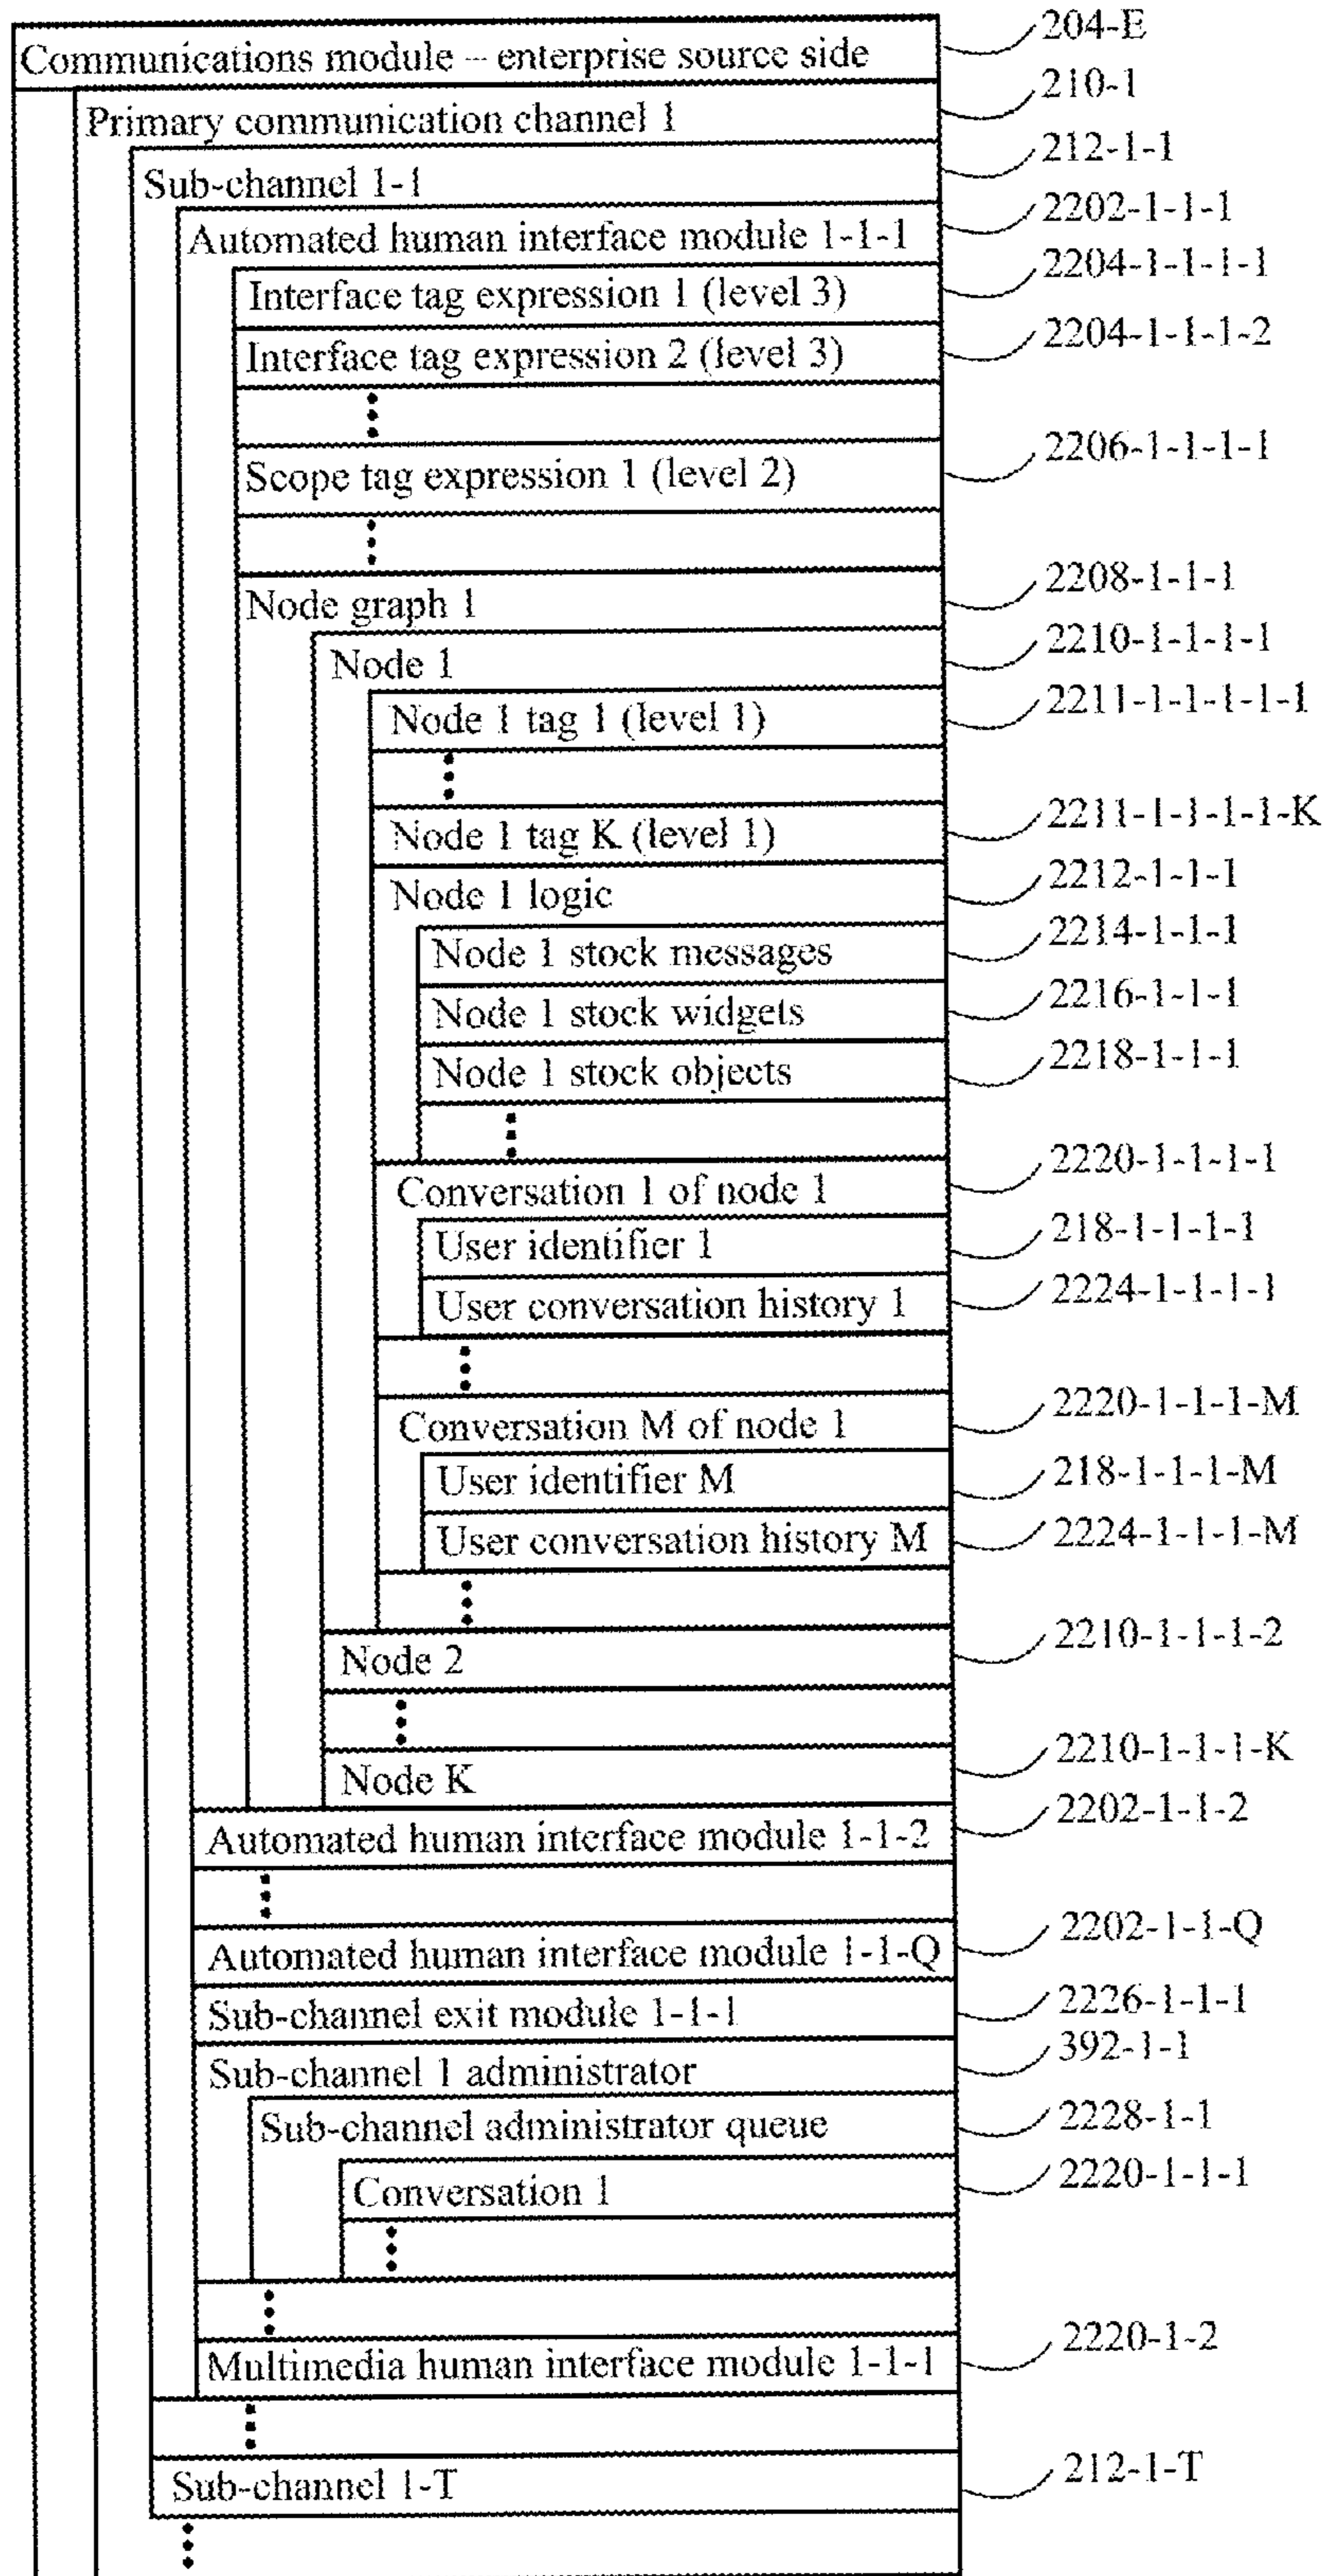 Communications module – enterprise source side 204-E
Primary communication channel 1 210-1
Sub-channel 1-1 212-1-1
Automated human interface module 1-1-1 2202-1-1-1
Interface tag expression 1 (level 3) 2204-1-1-1-1
Interface tag expression 2 (level 3) 2204-1-1-1-2
Scope tag expression 1 (level 2) 2206-1-1-1-1
Node graph 1 2208-1-1-1
Node 1 2210-1-1-1-1
Node 1 tag 1 (level 1) 2211-1-1-1-1-1
Node 1 tag K (level 1) 2211-1-1-1-1-K
Node 1 logic 2212-1-1-1
Node 1 stock messages 2214-1-1-1
Node 1 stock widgets 2216-1-1-1
Node 1 stock objects 2218-1-1-1
Conversation 1 of node 1 2220-1-1-1-1
User identifier 1 218-1-1-1-1
User conversation history 1 2224-1-1-1-1
Conversation M of node 1 2220-1-1-1-M
User identifier M 218-1-1-1-M
User conversation history M 2224-1-1-1-M
Node 2 2210-1-1-1-2
Node K 2210-1-1-1-K
Automated human interface module 1-1-2 2202-1-1-2
Automated human interface module 1-1-Q 2202-1-1-Q
Sub-channel exit module 1-1-1 2226-1-1-1
Sub-channel 1 administrator 392-1-1
Sub-channel administrator queue 2228-1-1
Conversation 1 2220-1-1-1
Multimedia human interface module 1-1-1 2220-1-2
Sub-channel 1-T 212-1-T